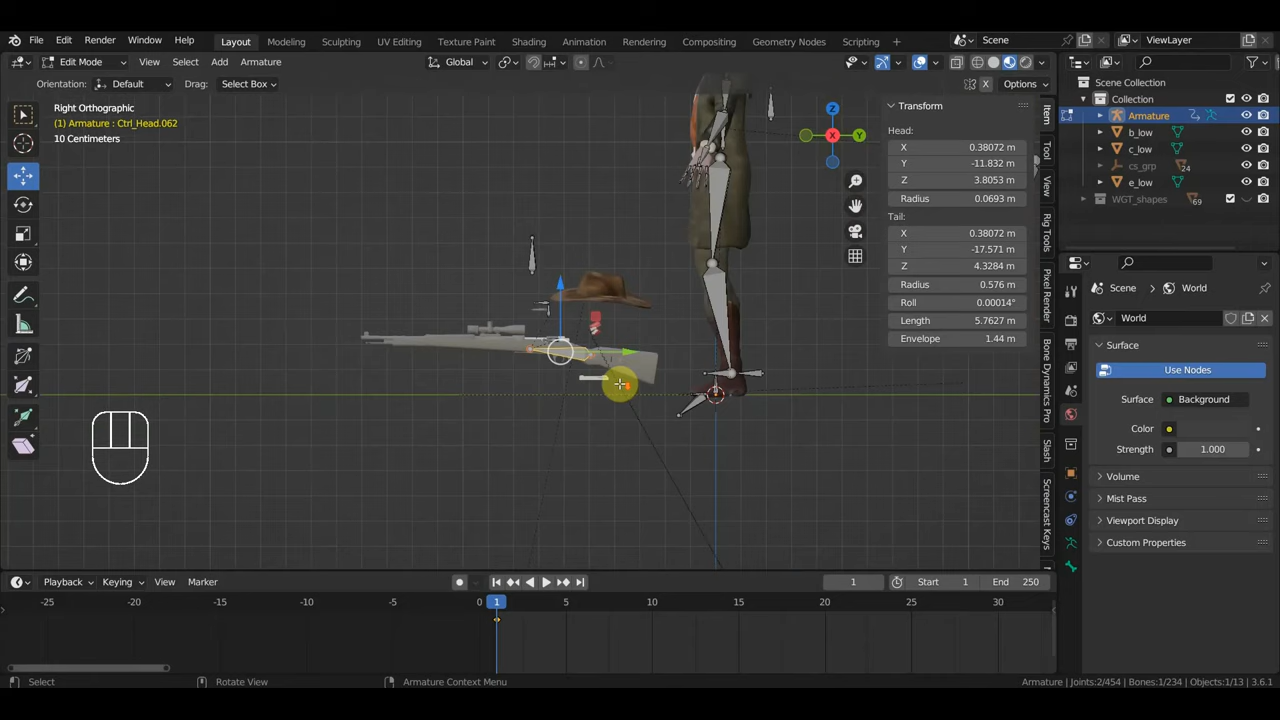 File Edit Render Window Help Layout Modeling Sculpting UV Editing Texture Paint Shading Animation Rendering Compositing Geometry Nodes Scripting + Scene ViewLayer
Edit Mode View Select Add Armature Global X Options
Orientation: Default Drag: Select Box
Right Orthographic
(1) Armature : Ctrl_Head.062
10 Centimeters
Z
Y
X
Transform
Head:
X 0.38072 m
Y -11.832 m
Z 3.8053 m
Radius 0.0693 m
Tail:
X 0.38072 m
Y -17.571 m
Z 4.3284 m
Radius 0.576 m
Roll 0.00014°
Length 5.7627 m
Envelope 1.44 m
Item
Tool
View
Rig Tools
Pixel Render
Bone Dynamics Pro
Slash
Screencast Keys
Scene Collection
Collection
Armature
b_low
c_low
cs_grp 24
e_low
WGT_shapes 69
Scene World
World
Surface
Use Nodes
Surface Background
Color
Strength 1.000
Volume
Mist Pass
Viewport Display
Custom Properties
Playback Keying View Marker 1 Start 1 End 250
-25 -15 -10 -5 0 1 5 10 15 20 25 30
Select Rotate View Armature Context Menu Armature | Joints:2/454 | Bones:1/234 | Objects:1/13 | 3.6.1